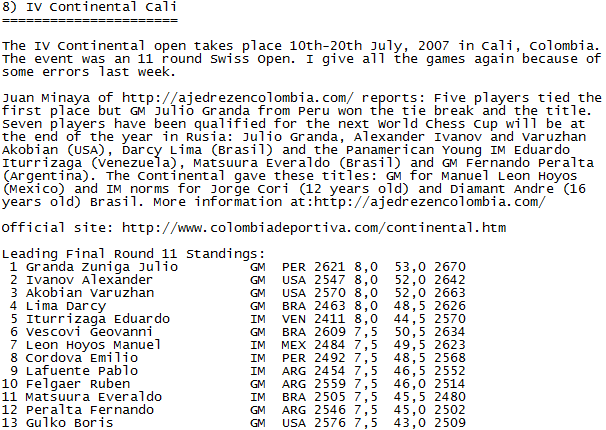 8) IV Continental Cali
======================
The IV Continental open takes place 10th-20th July, 2007 in Cali, Colombia.
The event was an 11 round Swiss Open. I give all the games again because of
some errors last week.
Juan Minaya of http://ajedrezencolombia.com/ reports: Five players tied the
first place but GM Julio Granda from Peru won the tie break and the title.
Seven players have been qualified for the next World Chess Cup will be at
the end of the year in Rusia: Julio Granda, Alexander Ivanov and Varuzhan
Akobian (USA), Darcy Lima (Brasil) and the Panamerican Young IM Eduardo
Iturrizaga (Venezuela), Matsuura Everaldo (Brasil) and GM Fernando Peralta
(Argentina). The Continental gave these titles: GM for Manuel Leon Hoyos
(Mexico) and IM norms for Jorge Cori (12 years old) and Diamant Andre (16
years old) Brasil. More information at:http://ajedrezencolombia.com/
Official site: http://www.colombiadeportiva.com/continental.htm
Leading Final Round 11 Standings:
1 Granda Zuniga Julio GM PER 2621 8,0 53,0 2670
2 Ivanov Alexander GM USA 2547 8,0 52,0 2642
3 Akobian Varuzhan GM USA 2570 8,0 52,0 2663
4 Lima Darcy GM BRA 2463 8,0 48,5 2626
5 Iturrizaga Eduardo IM VEN 2411 8,0 44,5 2570
6 Vescovi Geovanni GM BRA 2609 7,5 50,5 2634
7 Leon Hoyos Manuel IM MEX 2484 7,5 49,5 2623
8 Cordova Emilio IM PER 2492 7,5 48,5 2568
9 Lafuente Pablo IM ARG 2454 7,5 46,5 2552
10 Felgaer Ruben GM ARG 2559 7,5 46,0 2514
11 Matsuura Everaldo IM BRA 2505 7,5 45,5 2480
12 Peralta Fernando GM ARG 2546 7,5 45,0 2502
13 Gulko Boris GM USA 2576 7,5 43,0 2509